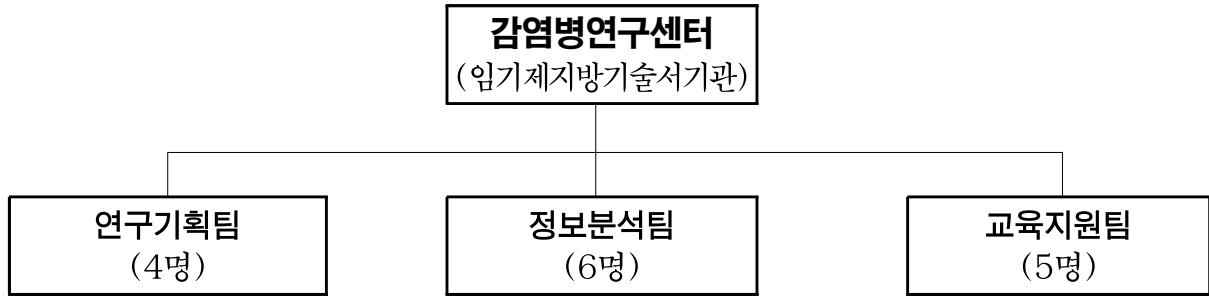 감염병연구센터
(임기제지방기술서기관)
연구기획팀
(4명)
정보분석팀
(6명)
교육지원팀
(5명)